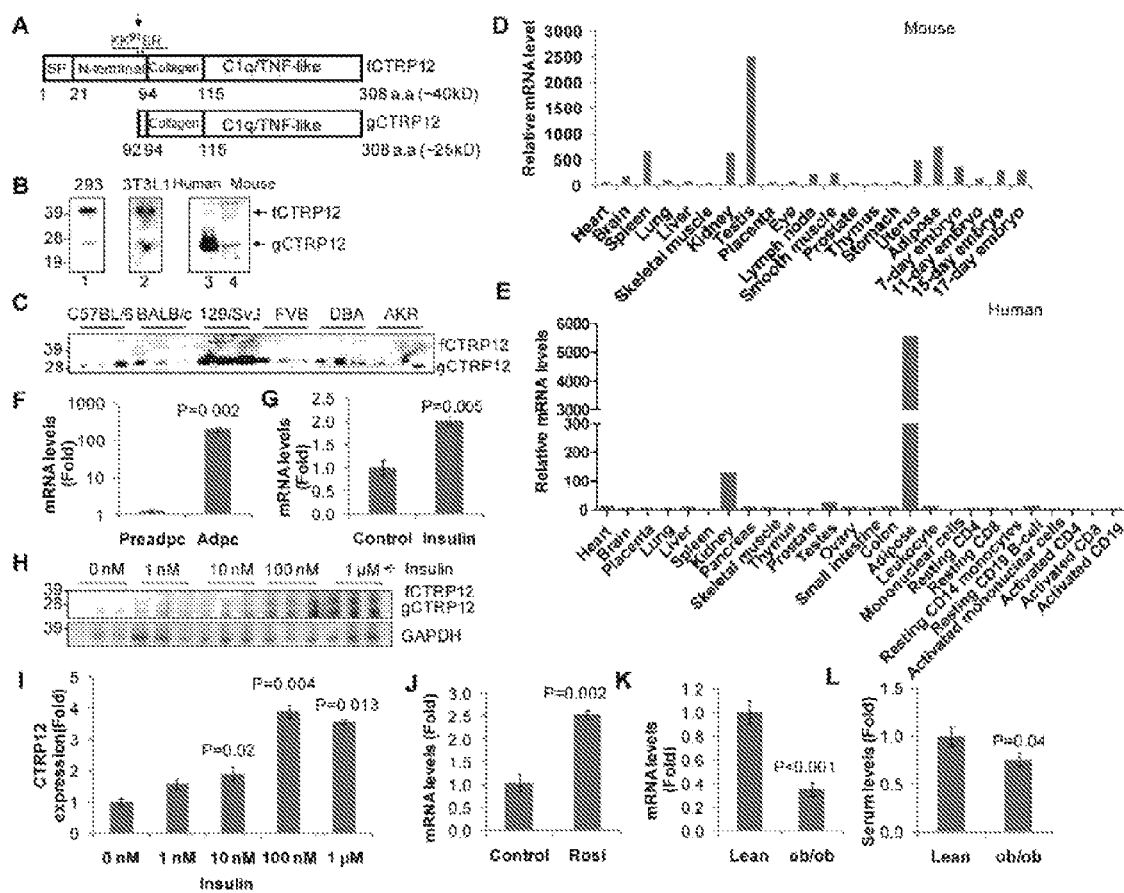 A
SP N-terminal Collagen C1q/TNF-like fCTRP12
1 21 94 115 308 a.a (~40kD)
Collagen C1q/TNF-like gCTRP12
92 94 115 308 a.a (~25kD)
B
293 3T3L1 Human Mouse
39
28
19
fCTRP12
gCTRP12
1 2 3 4
C
C57BL/6 BALB/c 129/SvJ FVB DBA AKR
39
28
fCTRP12
gCTRP12
D
Mouse
Relative mRNA level
3000
2500
2000
1500
1000
500
0
Heart
Brain
Spleen
Lung
Liver
Skeletal muscle
Kidney
Testis
Placenta
Eye
Lymph node
Smooth muscle
Prostate
Thymus
Stomach
Uterus
Adipose
7-day embryo
11-day embryo
15-day embryo
17-day embryo
E
Human
Relative mRNA levels
6000
5000
4000
3000
300
200
100
0
Heart
Brain
Placenta
Lung
Liver
Spleen
Kidney
Pancreas
Skeletal muscle
Thymus
Prostate
Testes
Ovary
Small intestine
Colon
Adipose
Leukocyte
Mononuclear cells
Resting CD4
Resting CD8
Resting CD14 monocytes
Resting CD19 B-cell
Activated mononuclear cells
Activated CD4
Activated CD8
Activated CD19
F
mRNA levels
(Fold)
1000
100
10
1
P=0.002
Preadpc Adpc
G
mRNA levels
(Fold)
2.5
2.0
1.5
1.0
0.5
0.0
P=0.005
Control Insulin
H
0 nM 1 nM 10 nM 100 nM 1 µM Insulin
39
28
fCTRP12
gCTRP12
39
GAPDH
I
CTRP12
expression(Fold)
5
4
3
2
1
0
P=0.02
P=0.004
P=0.013
0 nM 1 nM 10 nM 100 nM 1 µM
Insulin
J
mRNA levels (Fold)
3.0
2.5
2.0
1.5
1.0
0.5
0.0
P=0.002
Control Rosi
K
mRNA levels
(Fold)
1.2
1.0
0.8
0.6
0.4
0.2
0.0
P<0.001
Lean ob/ob
L
Serum levels (Fold)
1.5
1.0
0.5
0.0
P=0.04
Lean ob/ob